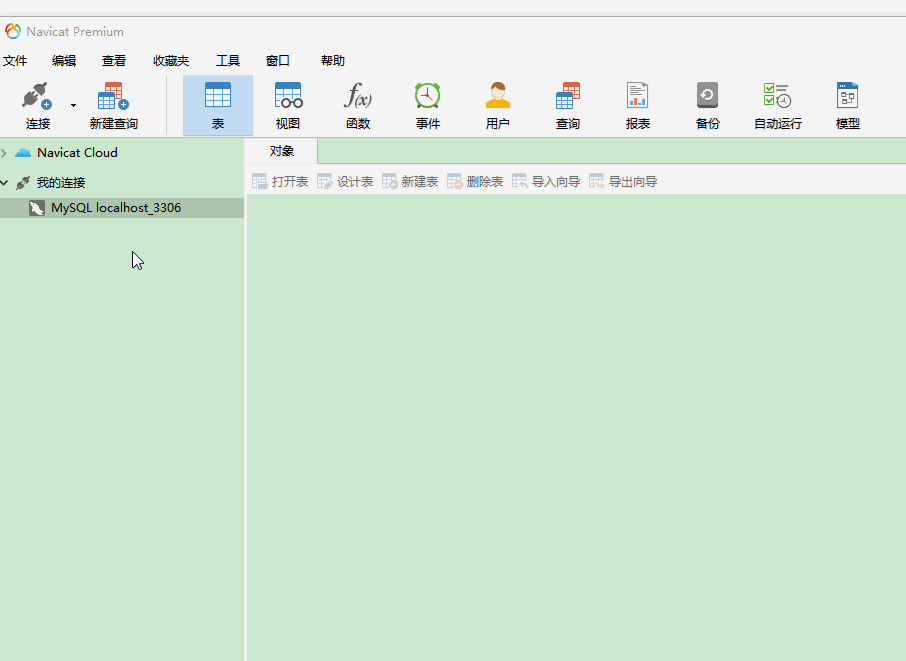 Navicat Premium
文件 编辑 查看 收藏夹 工具 窗口 帮助
连接 新建查询 表 视图 函数 事件 用户 查询 报表 备份 自动运行 模型
Navicat Cloud
对象
我的连接
打开表 设计表 新建表 删除表 导入向导 导出向导
MySQL localhost_3306